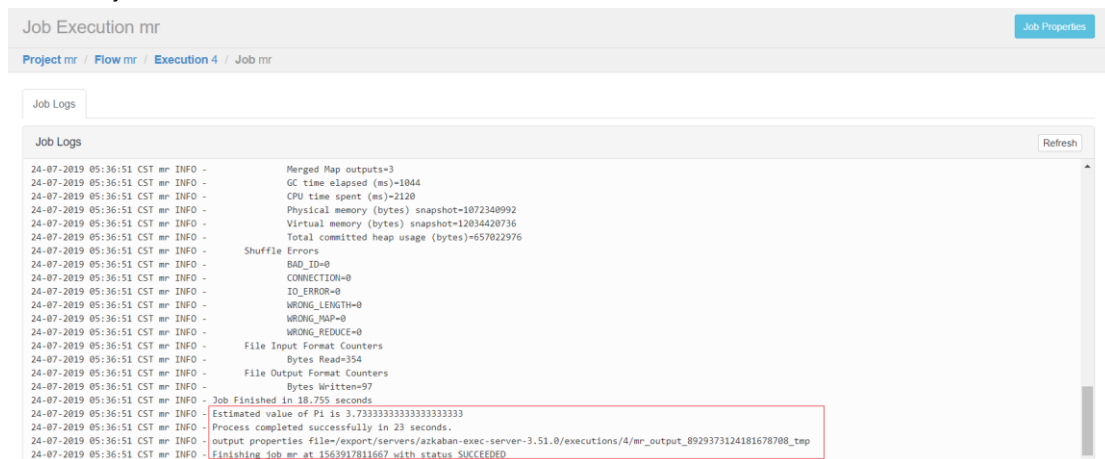 Job Execution mr
Job Properties
Project mr / Flow mr / Execution 4 / Job mr
Job Logs
Job Logs
Refresh
24-07-2019 05:36:51 CST mr INFO - Merged Map outputs=3
24-07-2019 05:36:51 CST mr INFO - GC time elapsed (ms)=1044
24-07-2019 05:36:51 CST mr INFO - CPU time spent (ms)=2120
24-07-2019 05:36:51 CST mr INFO - Physical memory (bytes) snapshot=1072340992
24-07-2019 05:36:51 CST mr INFO - Virtual memory (bytes) snapshot=12034420736
24-07-2019 05:36:51 CST mr INFO - Total committed heap usage (bytes)=657022976
24-07-2019 05:36:51 CST mr INFO - Shuffle Errors
24-07-2019 05:36:51 CST mr INFO - BAD_ID=0
24-07-2019 05:36:51 CST mr INFO - CONNECTION=0
24-07-2019 05:36:51 CST mr INFO - IO_ERROR=0
24-07-2019 05:36:51 CST mr INFO - WRONG_LENGTH=0
24-07-2019 05:36:51 CST mr INFO - WRONG_MAP=0
24-07-2019 05:36:51 CST mr INFO - WRONG_REDUCE=0
24-07-2019 05:36:51 CST mr INFO - File Input Format Counters
24-07-2019 05:36:51 CST mr INFO - Bytes Read=354
24-07-2019 05:36:51 CST mr INFO - File Output Format Counters
24-07-2019 05:36:51 CST mr INFO - Bytes Written=97
24-07-2019 05:36:51 CST mr INFO - Job Finished in 18.755 seconds
24-07-2019 05:36:51 CST mr INFO - Estimated value of Pi is 3.73333333333333333333
24-07-2019 05:36:51 CST mr INFO - Process completed successfully in 23 seconds.
24-07-2019 05:36:51 CST mr INFO - output properties file=/export/servers/azkaban-exec-server-3.51.0/executions/4/mr_output_8929373124181678708_tmp
24-07-2019 05:36:51 CST mr INFO - Finishing job mr at 1563917811667 with status SUCCEEDED